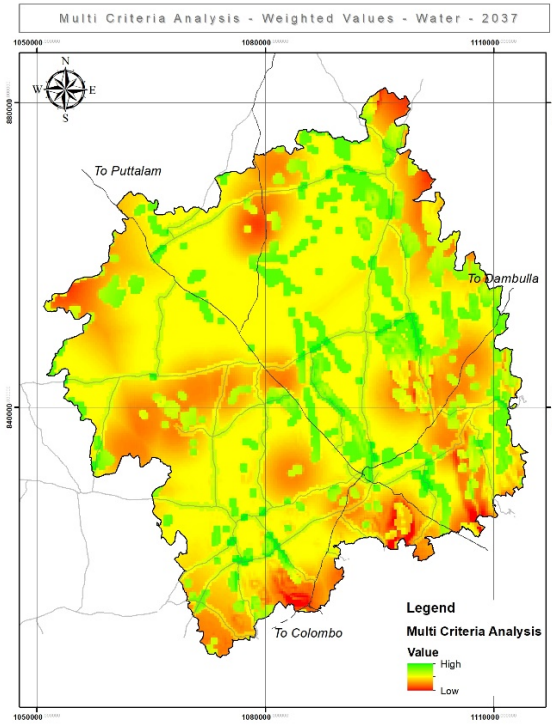 Multi Criteria Analysis - Weighted Values - Water - 2037
1050000 1080000 1110000
N
W E
S
880000
To Puttalam
To Dambulla
840000
To Colombo
Legend
Multi Criteria Analysis
Value
High
Low
1050000 1080000 1110000